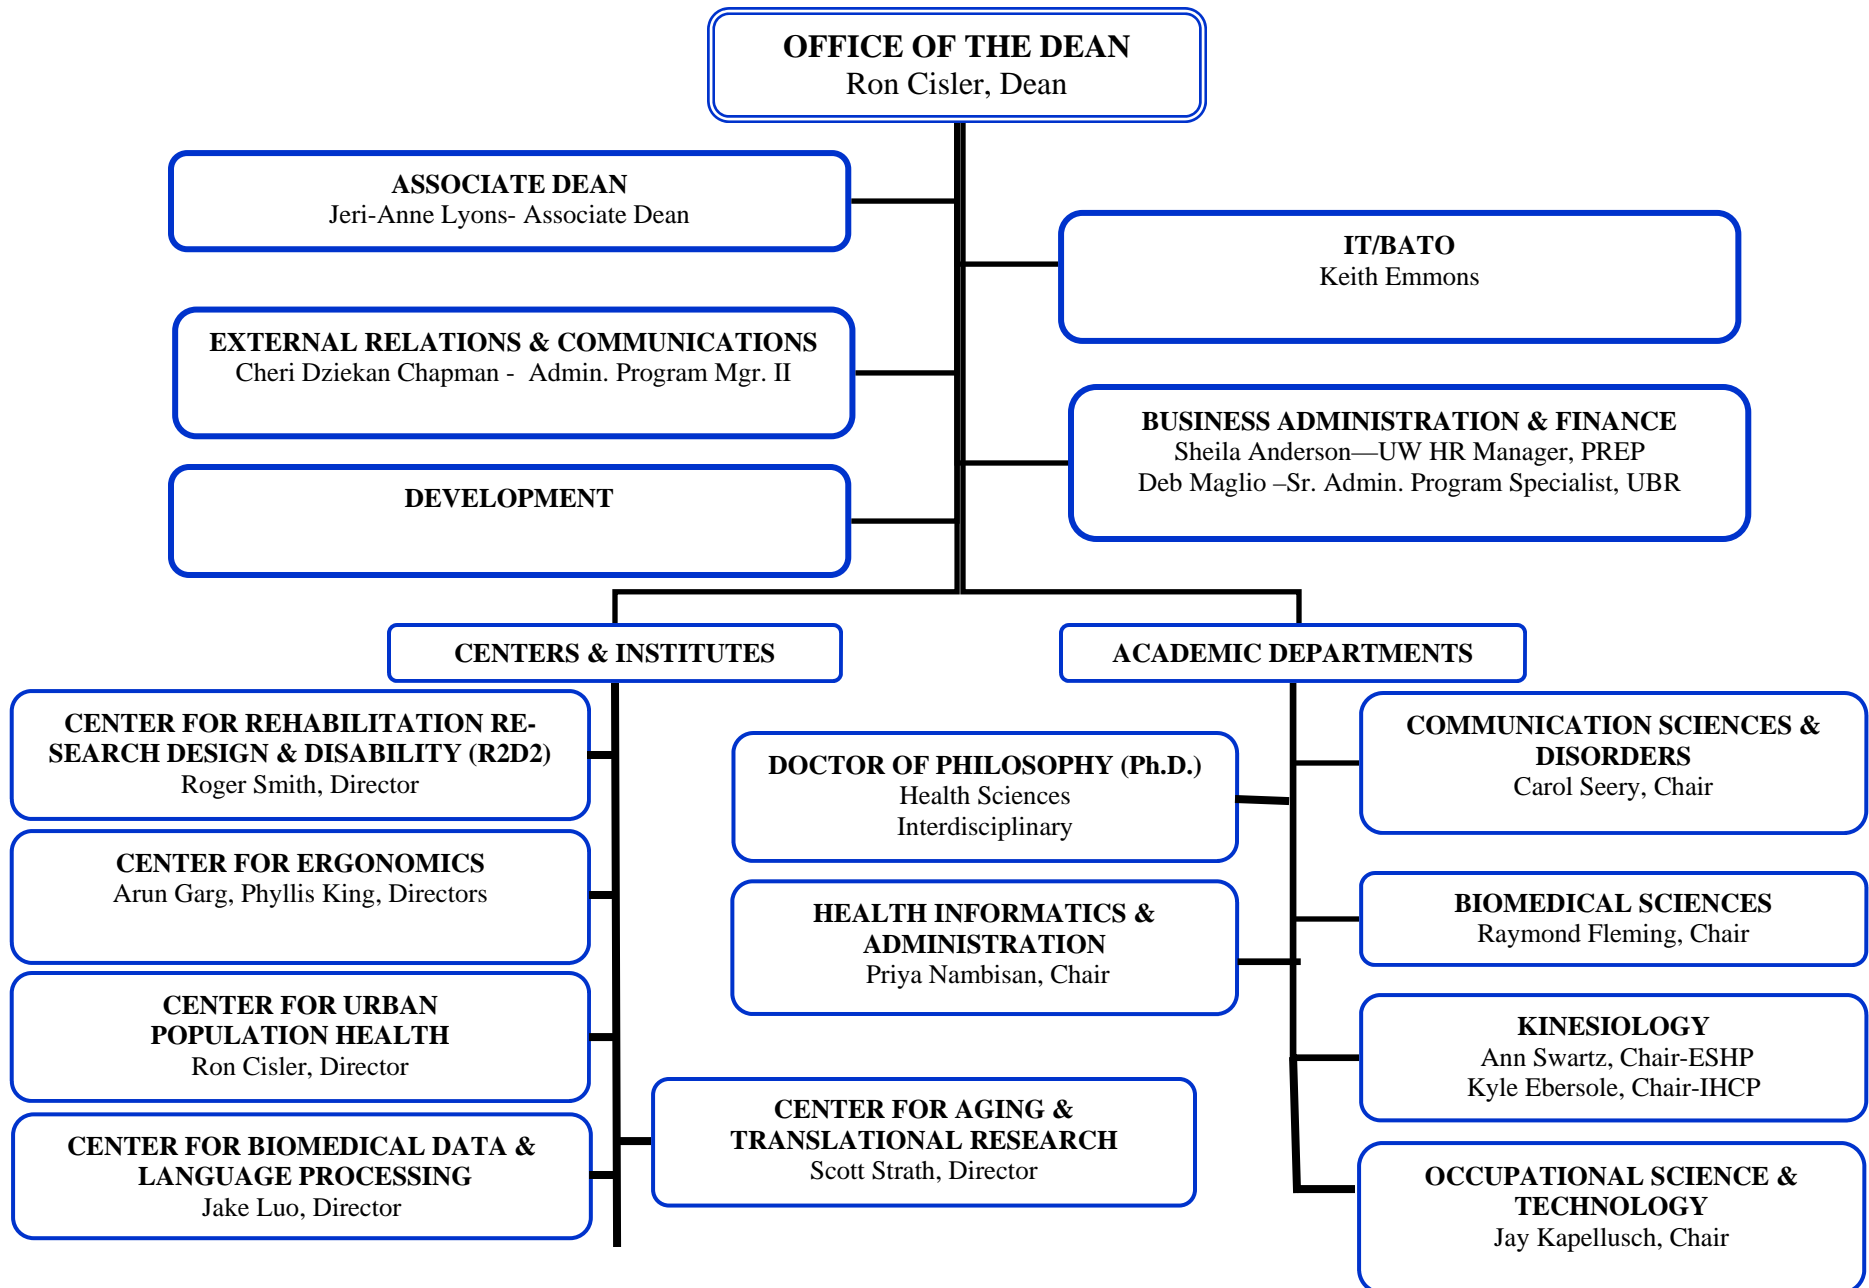 OFFICE OF THE DEAN
Ron Cisler, Dean
ASSOCIATE DEAN
Jeri-Anne Lyons- Associate Dean
IT/BATO
Keith Emmons
EXTERNAL RELATIONS & COMMUNICATIONS
Cheri Dziekan Chapman - Admin. Program Mgr. II
BUSINESS ADMINISTRATION & FINANCE
Sheila Anderson—UW HR Manager, PREP
Deb Maglio –Sr. Admin. Program Specialist, UBR
DEVELOPMENT
CENTERS & INSTITUTES
CENTER FOR REHABILITATION RE-
SEARCH DESIGN & DISABILITY (R2D2)
Roger Smith, Director
CENTER FOR ERGONOMICS
Arun Garg, Phyllis King, Directors
CENTER FOR URBAN
POPULATION HEALTH
Ron Cisler, Director
CENTER FOR BIOMEDICAL DATA &
LANGUAGE PROCESSING
Jake Luo, Director
CENTER FOR AGING &
TRANSLATIONAL RESEARCH
Scott Strath, Director
ACADEMIC DEPARTMENTS
DOCTOR OF PHILOSOPHY (Ph.D.)
Health Sciences
Interdisciplinary
HEALTH INFORMATICS &
ADMINISTRATION
Priya Nambisan, Chair
COMMUNICATION SCIENCES &
DISORDERS
Carol Seery, Chair
BIOMEDICAL SCIENCES
Raymond Fleming, Chair
KINESIOLOGY
Ann Swartz, Chair-ESHP
Kyle Ebersole, Chair-IHCP
OCCUPATIONAL SCIENCE &
TECHNOLOGY
Jay Kapellusch, Chair